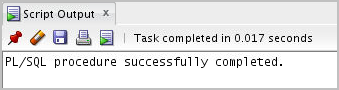 Script Output x
Task completed in 0.017 seconds
PL/SQL procedure successfully completed.